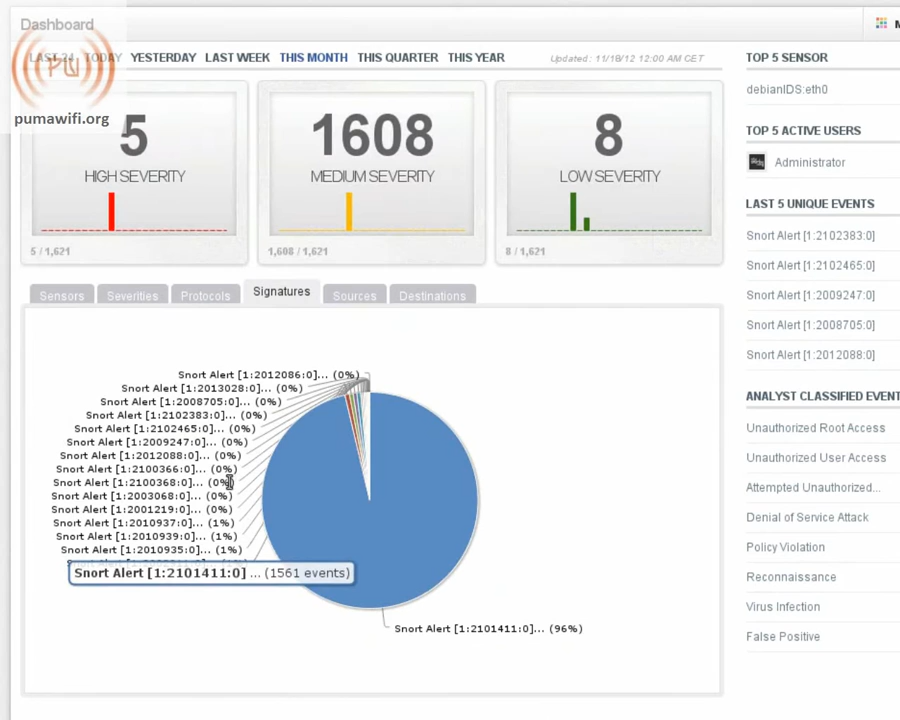 Dashboard
M
LAST 24 TODAY YESTERDAY LAST WEEK THIS MONTH THIS QUARTER THIS YEAR
Updated: 11/18/12 12:00 AM CET
PU
pumawifi.org
5
HIGH SEVERITY
5 / 1,621
1608
MEDIUM SEVERITY
1,608 / 1,621
8
LOW SEVERITY
8 / 1,621
Sensors Severities Protocols Signatures Sources Destinations
Snort Alert [1:2012086:0]... (0%)
Snort Alert [1:2013028:0]... (0%)
Snort Alert [1:2008705:0]... (0%)
Snort Alert [1:2102383:0]... (0%)
Snort Alert [1:2102465:0]... (0%)
Snort Alert [1:2009247:0]... (0%)
Snort Alert [1:2012088:0]... (0%)
Snort Alert [1:2100366:0]... (0%)
Snort Alert [1:2100368:0]... (0%)
Snort Alert [1:2003068:0]... (0%)
Snort Alert [1:2001219:0]... (0%)
Snort Alert [1:2010937:0]... (1%)
Snort Alert [1:2010939:0]... (1%)
Snort Alert [1:2010935:0]... (1%)
Snort Alert [1:2101411:0] ... (1561 events)
Snort Alert [1:2101411:0]... (96%)
TOP 5 SENSOR
debianIDS:eth0
TOP 5 ACTIVE USERS
Administrator
LAST 5 UNIQUE EVENTS
Snort Alert [1:2102383:0]
Snort Alert [1:2102465:0]
Snort Alert [1:2009247:0]
Snort Alert [1:2008705:0]
Snort Alert [1:2012088:0]
ANALYST CLASSIFIED EVENT
Unauthorized Root Access
Unauthorized User Access
Attempted Unauthorized...
Denial of Service Attack
Policy Violation
Reconnaissance
Virus Infection
False Positive